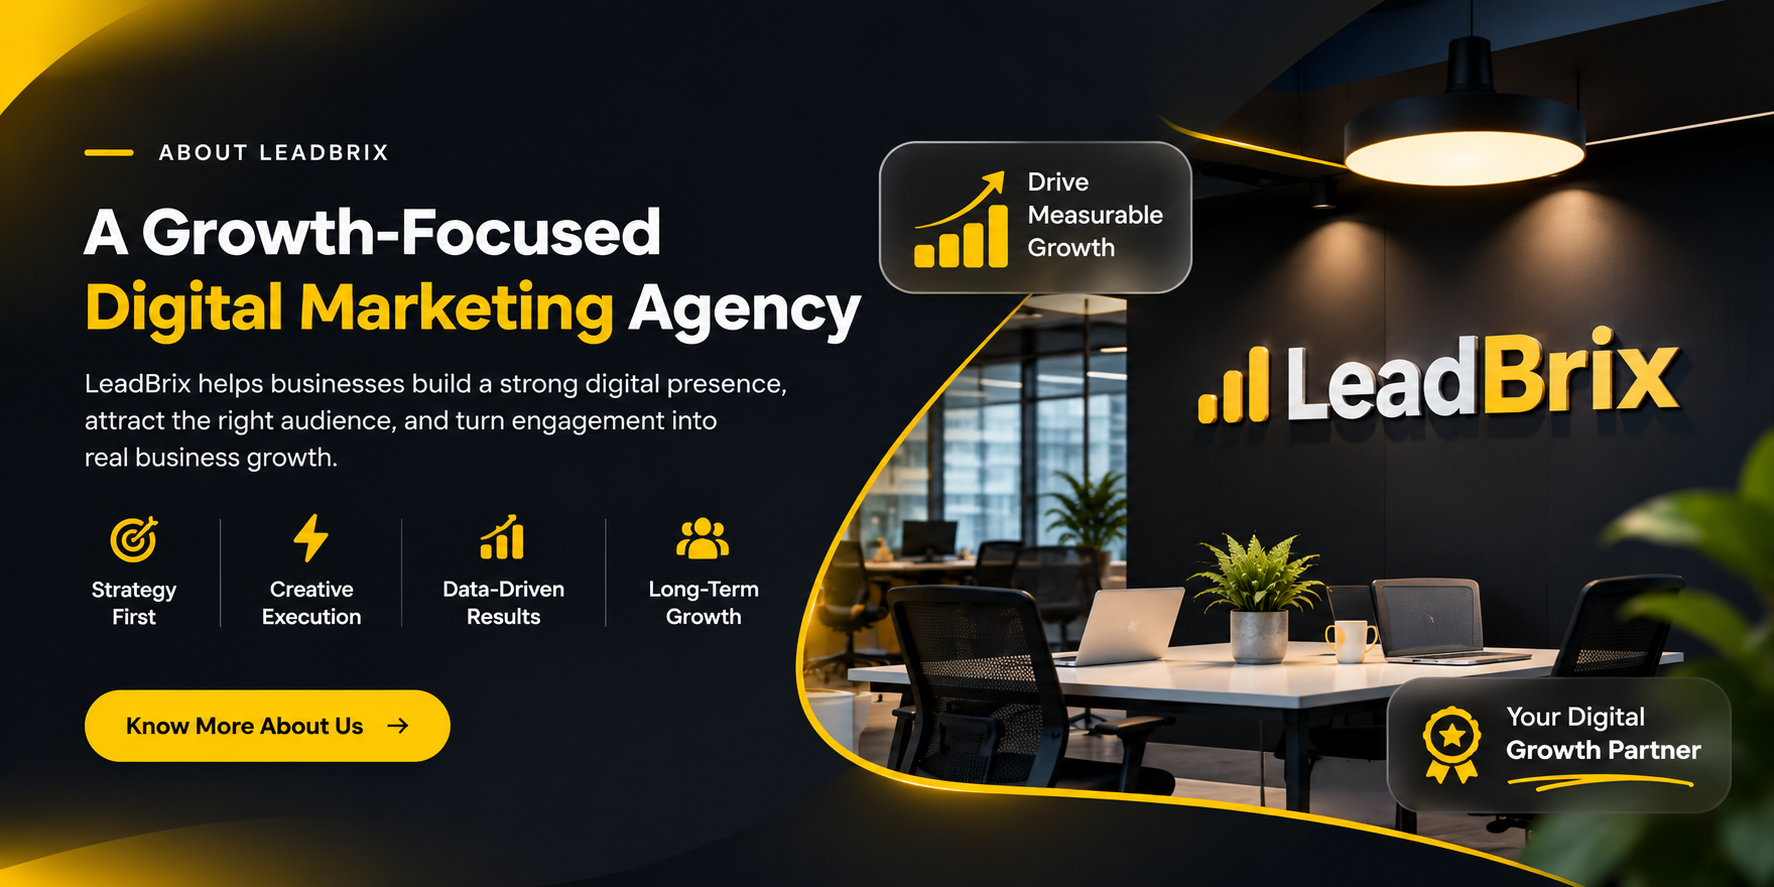 ABOUT LEADBRIX
A Growth-Focused
Digital Marketing Agency
LeadBrix helps businesses build a strong digital presence,
attract the right audience, and turn engagement into
real business growth.
Strategy
First
Creative
Execution
Data-Driven
Results
Long-Term
Growth
Know More About Us
Drive
Measurable
Growth
LeadBrix
Your Digital
Growth Partner